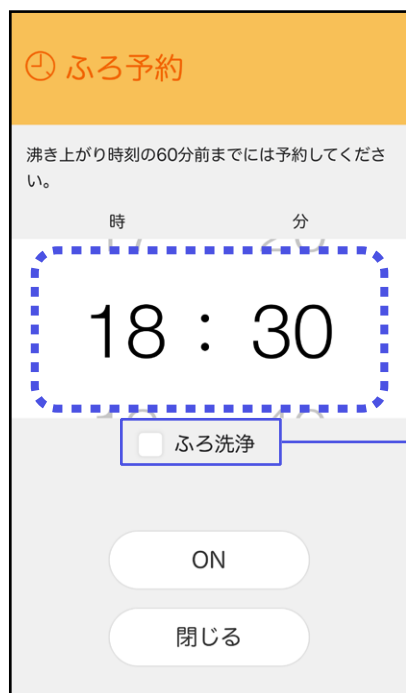 ふろ予約
沸き上がり時刻の60分前までには予約してくださ
い。
時 分
18 : 30
ふろ洗浄
ON
閉じる